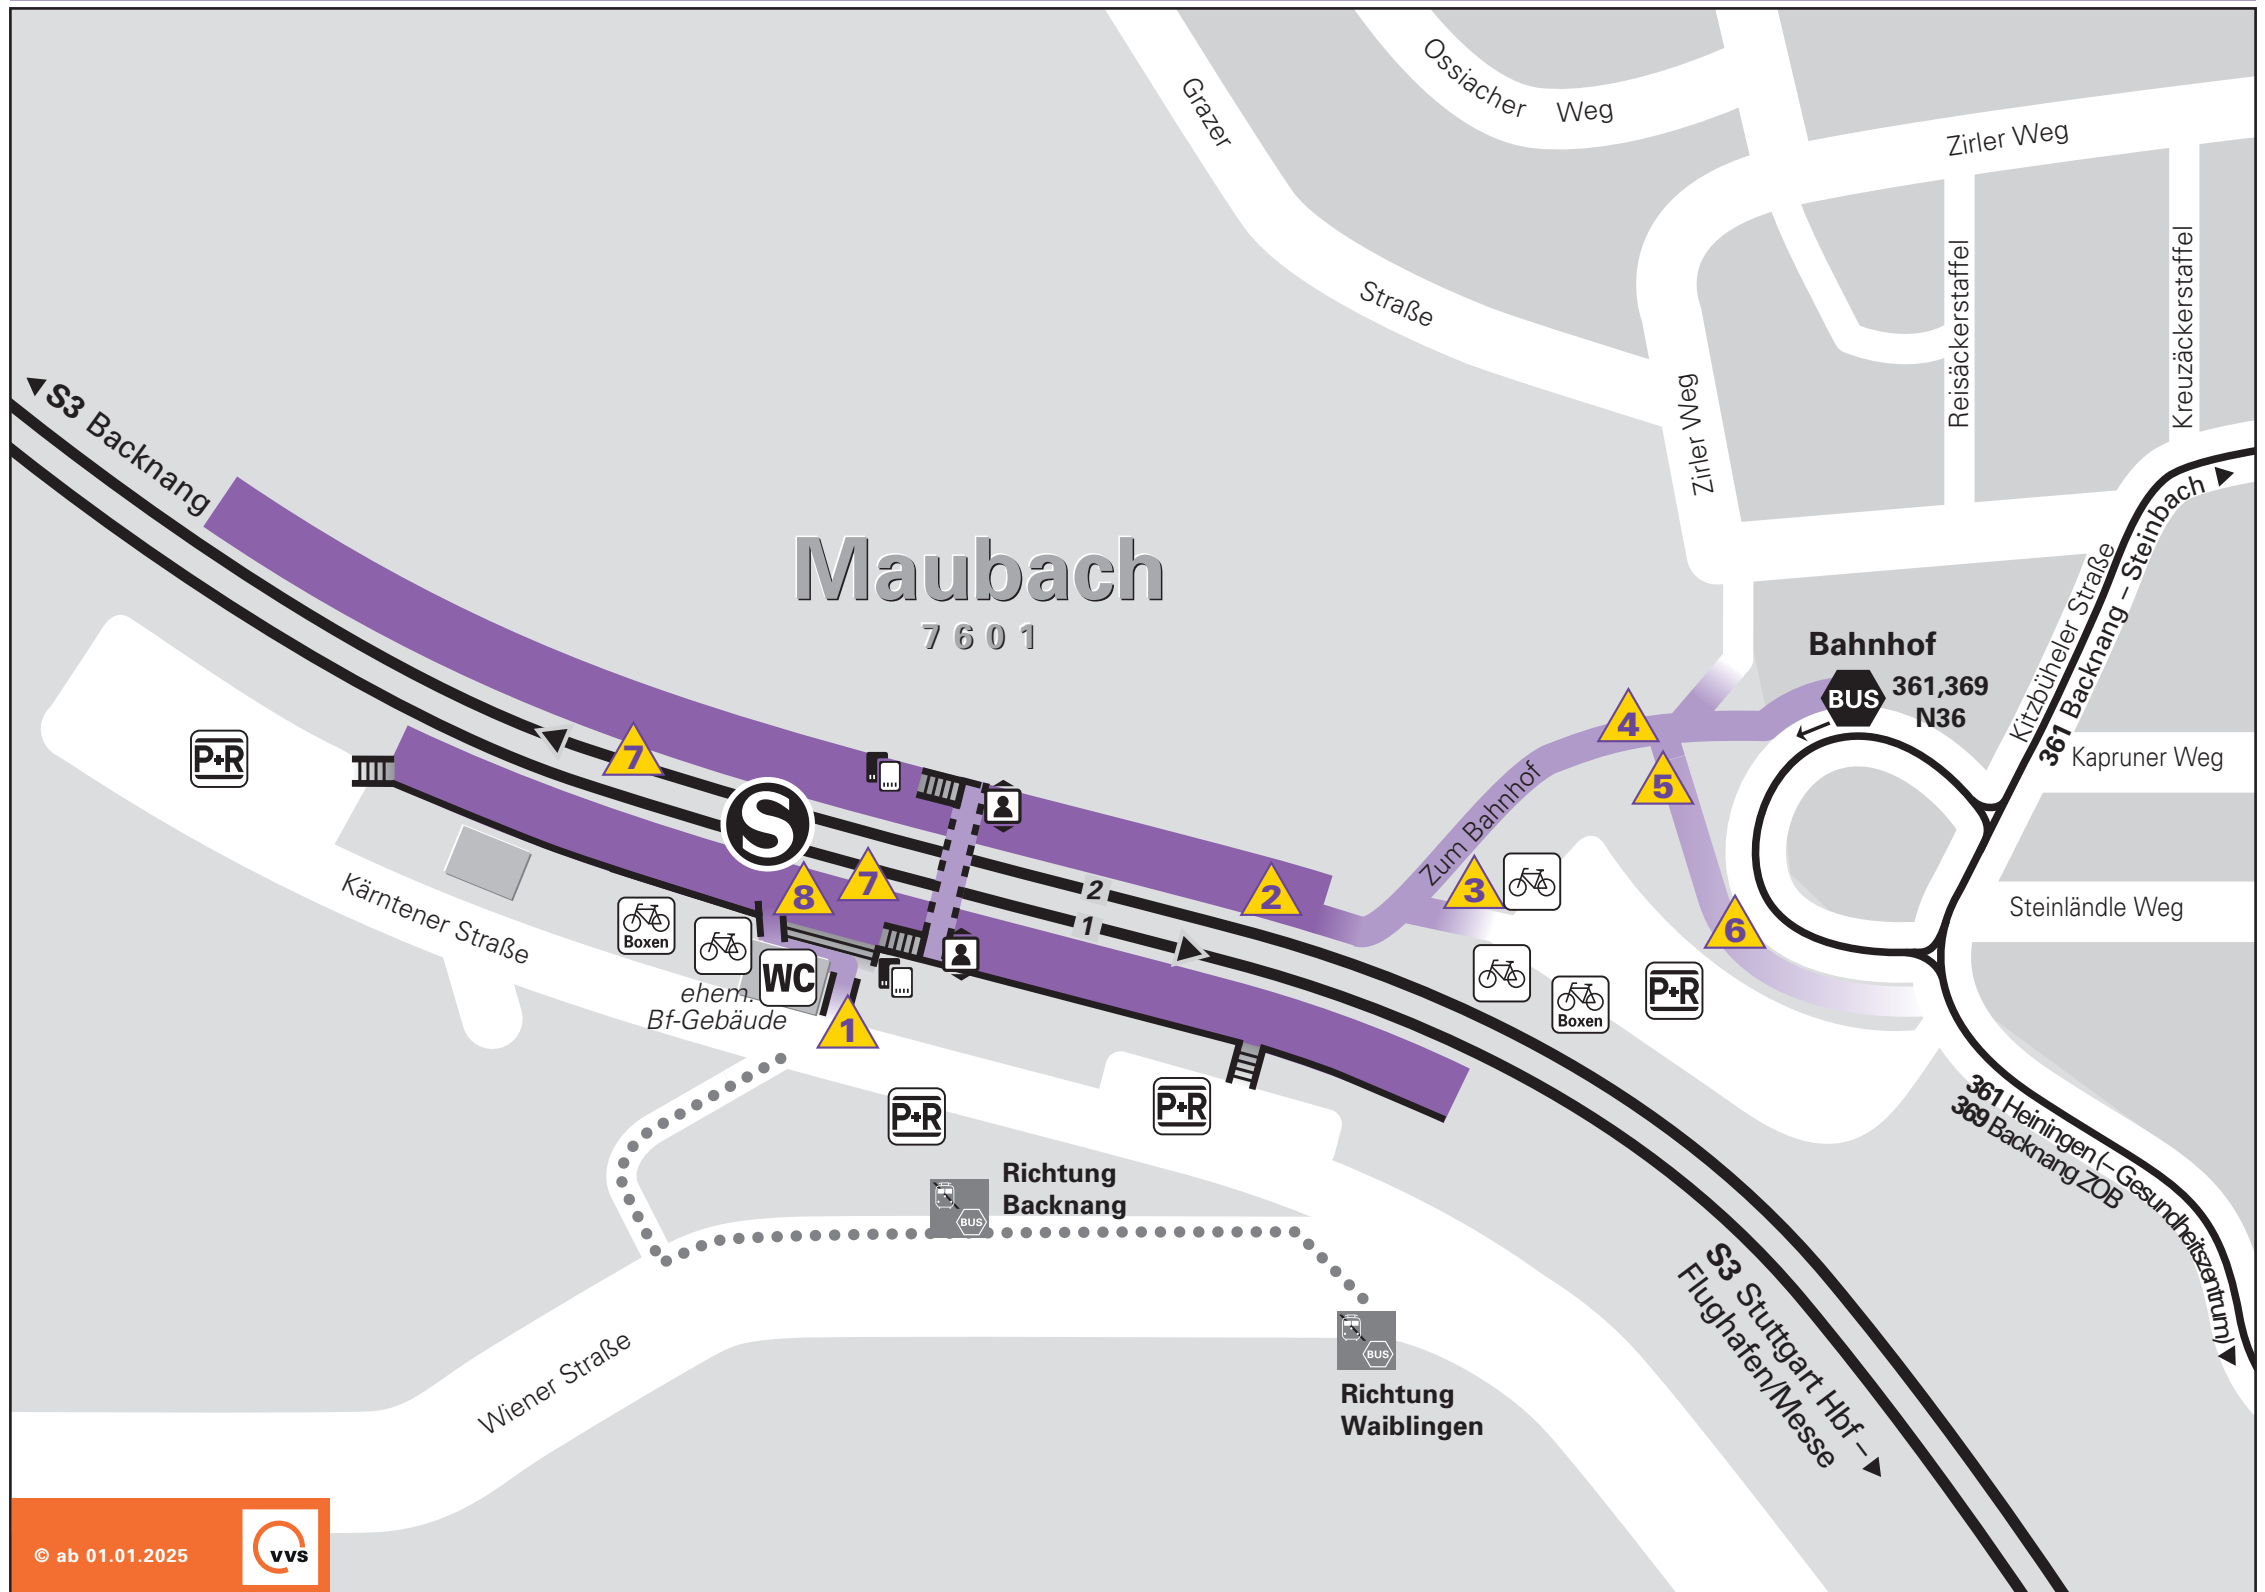 Grazer
Straße
Ossiacher Weg
Zirler Weg
Zirler Weg
Reisäckerstaffel
Kreuzäckerstaffel
◄ S3 Backnang
Maubach
7601
Bahnhof
BUS
361,369
N36
Kitzbüheler Straße
361 Backnang – Steinbach ►
Kapruner Weg
Steinländle Weg
P+R
7
S
4
5
Zum Bahnhof
3
2
8
7
2
1
6
Kärntener Straße
Boxen
WC
ehem.
Bf-Gebäude
1
Boxen
P+R
P+R
P+R
361 Heiningen (– Gesundheitszentrum) ►
369 Backnang ZOB
Richtung
Backnang
BUS
BUS
Richtung
Waiblingen
S3 Stuttgart Hbf – ►
Flughafen/Messe
Wiener Straße
© ab 01.01.2025
vvs